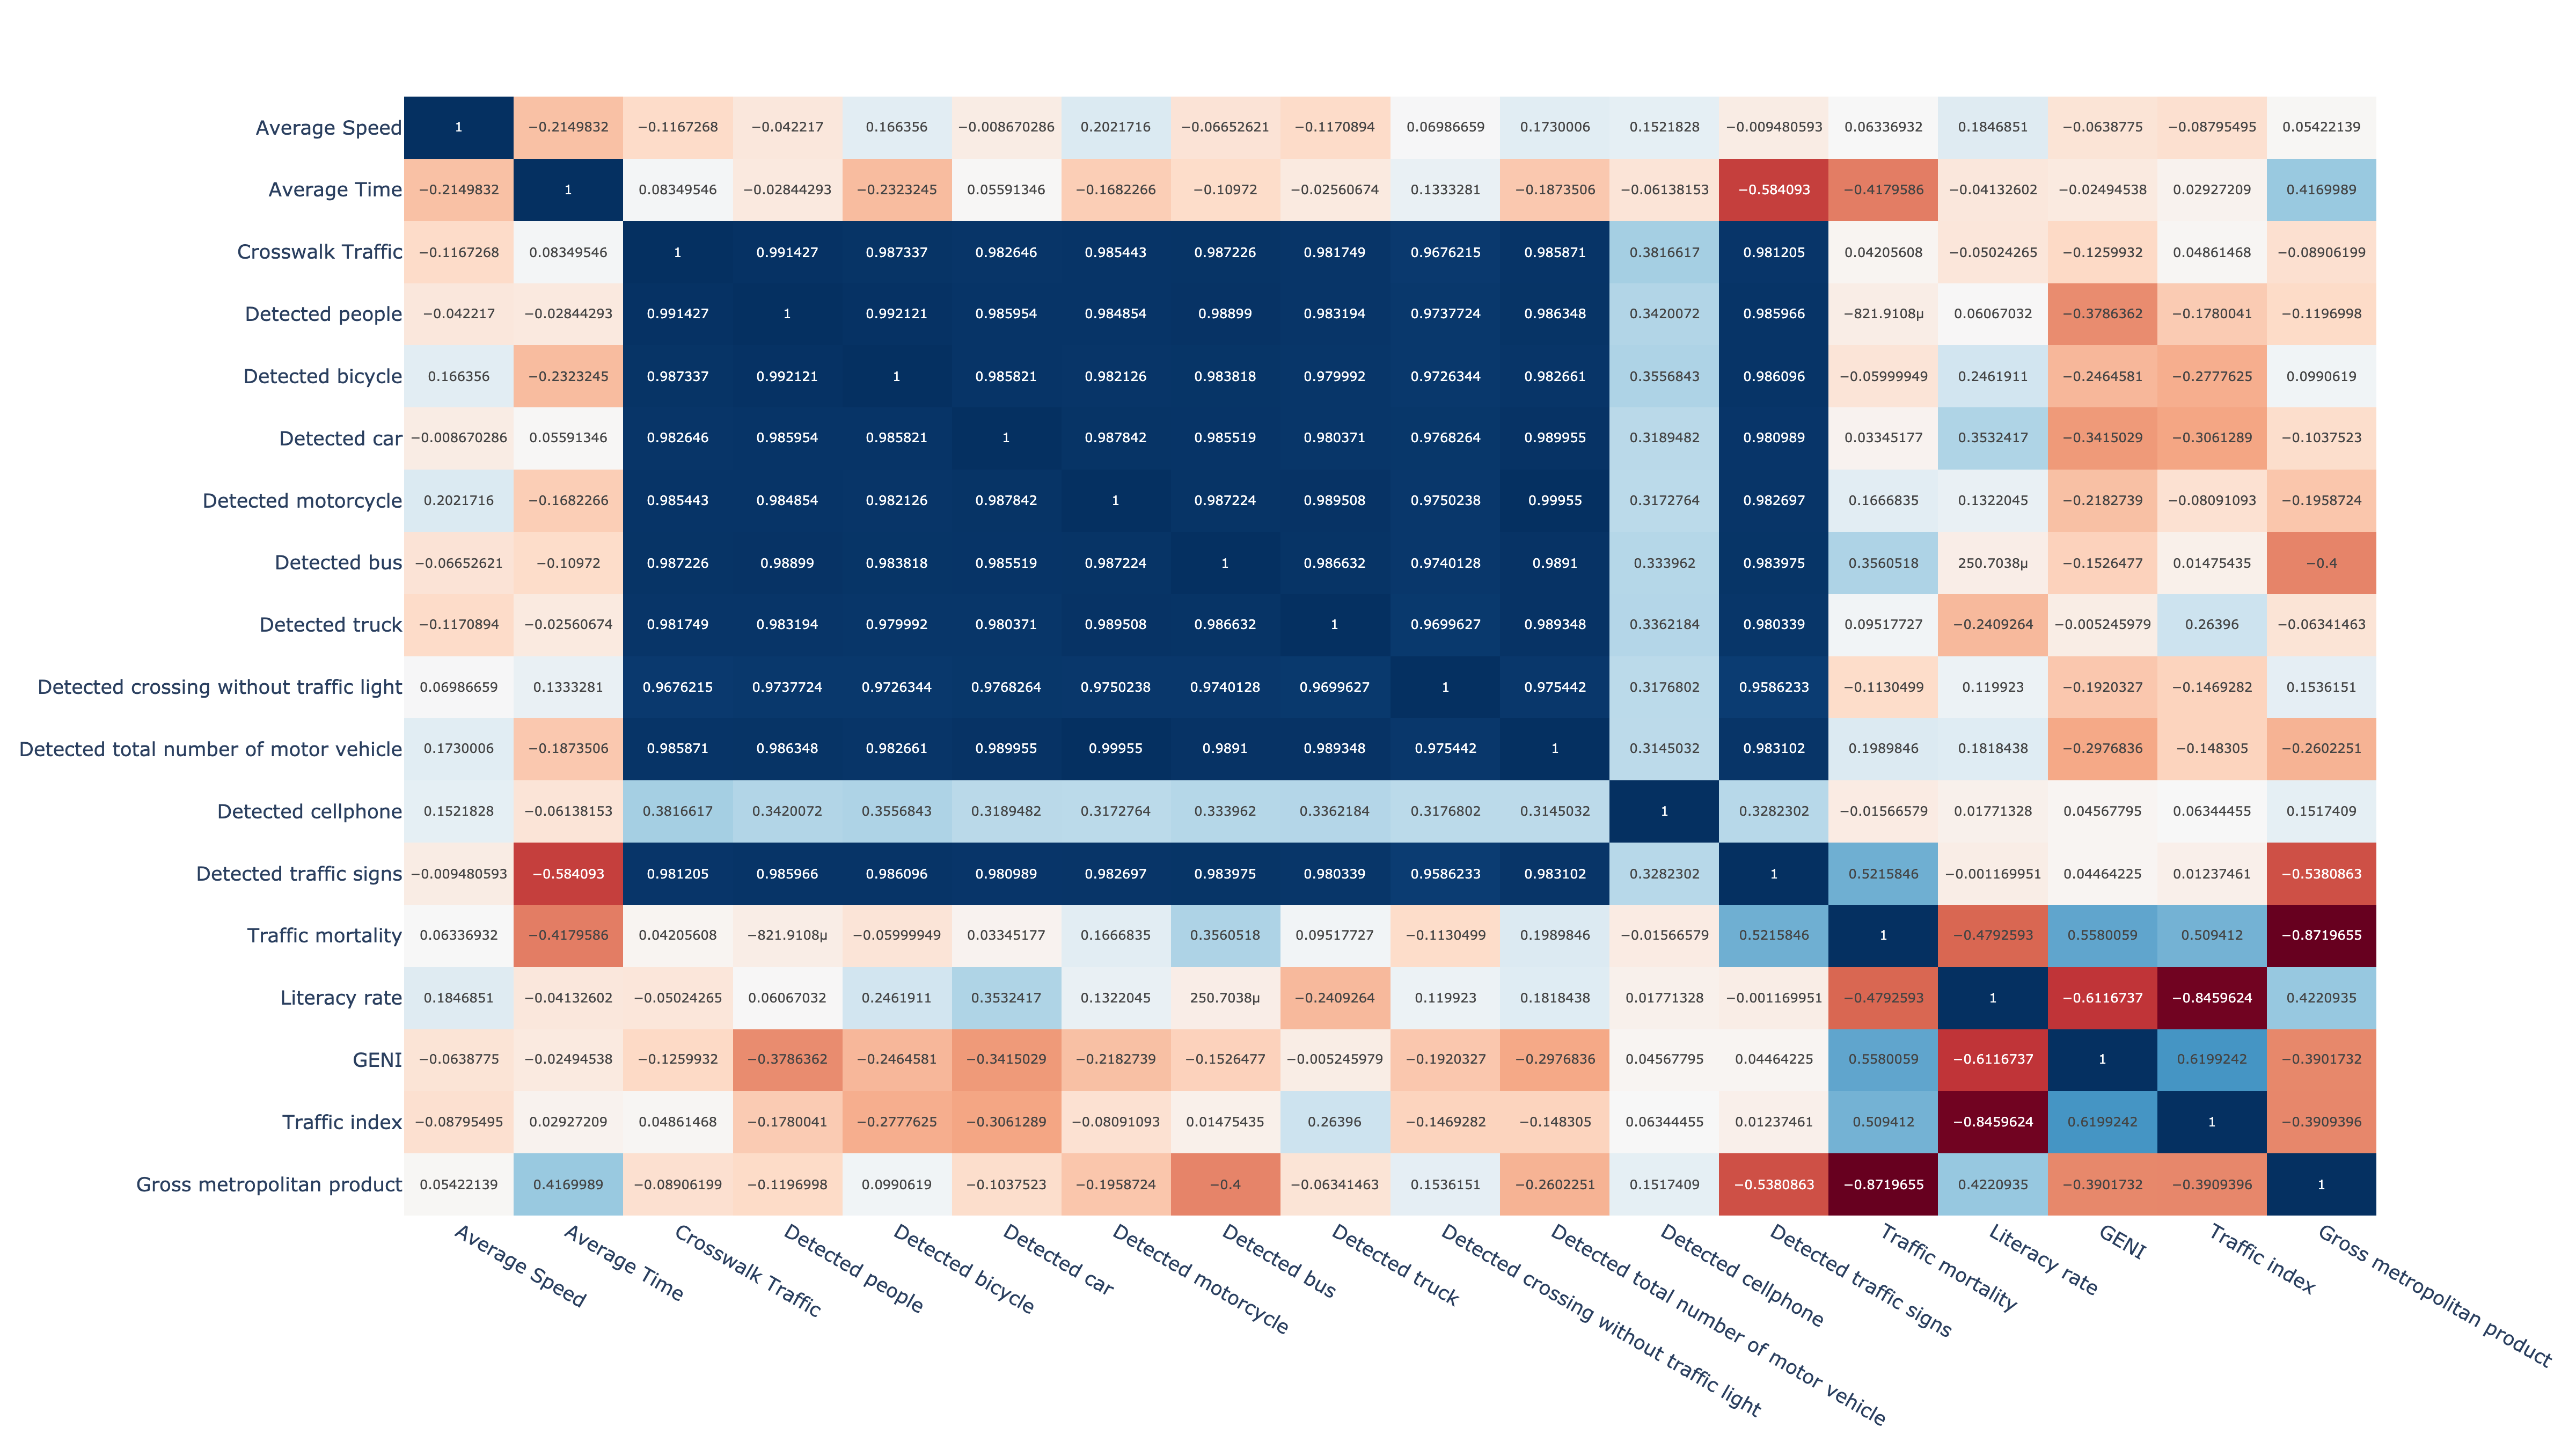 Average Speed 1 −0.2149832 −0.1167268 −0.042217 0.166356 −0.008670286 0.2021716 −0.06652621 −0.1170894 0.06986659 0.1730006 0.1521828 −0.009480593 0.06336932 0.1846851 −0.0638775 −0.08795495 0.05422139
Average Time −0.2149832 1 0.08349546 −0.02844293 −0.2323245 0.05591346 −0.1682266 −0.10972 −0.02560674 0.1333281 −0.1873506 −0.06138153 −0.584093 −0.4179586 −0.04132602 −0.02494538 0.02927209 0.4169989
Crosswalk Traffic −0.1167268 0.08349546 1 0.991427 0.987337 0.982646 0.985443 0.987226 0.981749 0.9676215 0.985871 0.3816617 0.981205 0.04205608 −0.05024265 −0.1259932 0.04861468 −0.08906199
Detected people −0.042217 −0.02844293 0.991427 1 0.992121 0.985954 0.984854 0.98899 0.983194 0.9737724 0.986348 0.3420072 0.985966 −821.9108μ 0.06067032 −0.3786362 −0.1780041 −0.1196998
Detected bicycle 0.166356 −0.2323245 0.987337 0.992121 1 0.985821 0.982126 0.983818 0.979992 0.9726344 0.982661 0.3556843 0.986096 −0.05999949 0.2461911 −0.2464581 −0.2777625 0.0990619
Detected car −0.008670286 0.05591346 0.982646 0.985954 0.985821 1 0.987842 0.985519 0.980371 0.9768264 0.989955 0.3189482 0.980989 0.03345177 0.3532417 −0.3415029 −0.3061289 −0.1037523
Detected motorcycle 0.2021716 −0.1682266 0.985443 0.984854 0.982126 0.987842 1 0.987224 0.989508 0.9750238 0.99955 0.3172764 0.982697 0.1666835 0.1322045 −0.2182739 −0.08091093 −0.1958724
Detected bus −0.06652621 −0.10972 0.987226 0.98899 0.983818 0.985519 0.987224 1 0.986632 0.9740128 0.9891 0.333962 0.983975 0.3560518 250.7038μ −0.1526477 0.01475435 −0.4
Detected truck −0.1170894 −0.02560674 0.981749 0.983194 0.979992 0.980371 0.989508 0.986632 1 0.9699627 0.989348 0.3362184 0.980339 0.09517727 −0.2409264 −0.005245979 0.26396 −0.06341463
Detected crossing without traffic light 0.06986659 0.1333281 0.9676215 0.9737724 0.9726344 0.9768264 0.9750238 0.9740128 0.9699627 1 0.975442 0.3176802 0.9586233 −0.1130499 0.119923 −0.1920327 −0.1469282 0.1536151
Detected total number of motor vehicle 0.1730006 −0.1873506 0.985871 0.986348 0.982661 0.989955 0.99955 0.9891 0.989348 0.975442 1 0.3145032 0.983102 0.1989846 0.1818438 −0.2976836 −0.148305 −0.2602251
Detected cellphone 0.1521828 −0.06138153 0.3816617 0.3420072 0.3556843 0.3189482 0.3172764 0.333962 0.3362184 0.3176802 0.3145032 1 0.3282302 −0.01566579 0.01771328 0.04567795 0.06344455 0.1517409
Detected traffic signs −0.009480593 −0.584093 0.981205 0.985966 0.986096 0.980989 0.982697 0.983975 0.980339 0.9586233 0.983102 0.3282302 1 0.5215846 −0.001169951 0.04464225 0.01237461 −0.5380863
Traffic mortality 0.06336932 −0.4179586 0.04205608 −821.9108μ −0.05999949 0.03345177 0.1666835 0.3560518 0.09517727 −0.1130499 0.1989846 −0.01566579 0.5215846 1 −0.4792593 0.5580059 0.509412 −0.8719655
Literacy rate 0.1846851 −0.04132602 −0.05024265 0.06067032 0.2461911 0.3532417 0.1322045 250.7038μ −0.2409264 0.119923 0.1818438 0.01771328 −0.001169951 −0.4792593 1 −0.6116737 −0.8459624 0.4220935
GENI −0.0638775 −0.02494538 −0.1259932 −0.3786362 −0.2464581 −0.3415029 −0.2182739 −0.1526477 −0.005245979 −0.1920327 −0.2976836 0.04567795 0.04464225 0.5580059 −0.6116737 1 0.6199242 −0.3901732
Traffic index −0.08795495 0.02927209 0.04861468 −0.1780041 −0.2777625 −0.3061289 −0.08091093 0.01475435 0.26396 −0.1469282 −0.148305 0.06344455 0.01237461 0.509412 −0.8459624 0.6199242 1 −0.3909396
Gross metropolitan product 0.05422139 0.4169989 −0.08906199 −0.1196998 0.0990619 −0.1037523 −0.1958724 −0.4 −0.06341463 0.1536151 −0.2602251 0.1517409 −0.5380863 −0.8719655 0.4220935 −0.3901732 −0.3909396 1
Average Speed
Average Time
Crosswalk Traffic
Detected people
Detected bicycle
Detected car
Detected motorcycle
Detected bus
Detected truck
Detected crossing without traffic light
Detected total number of motor vehicle
Detected cellphone
Detected traffic signs
Traffic mortality
Literacy rate
GENI
Traffic index
Gross metropolitan product